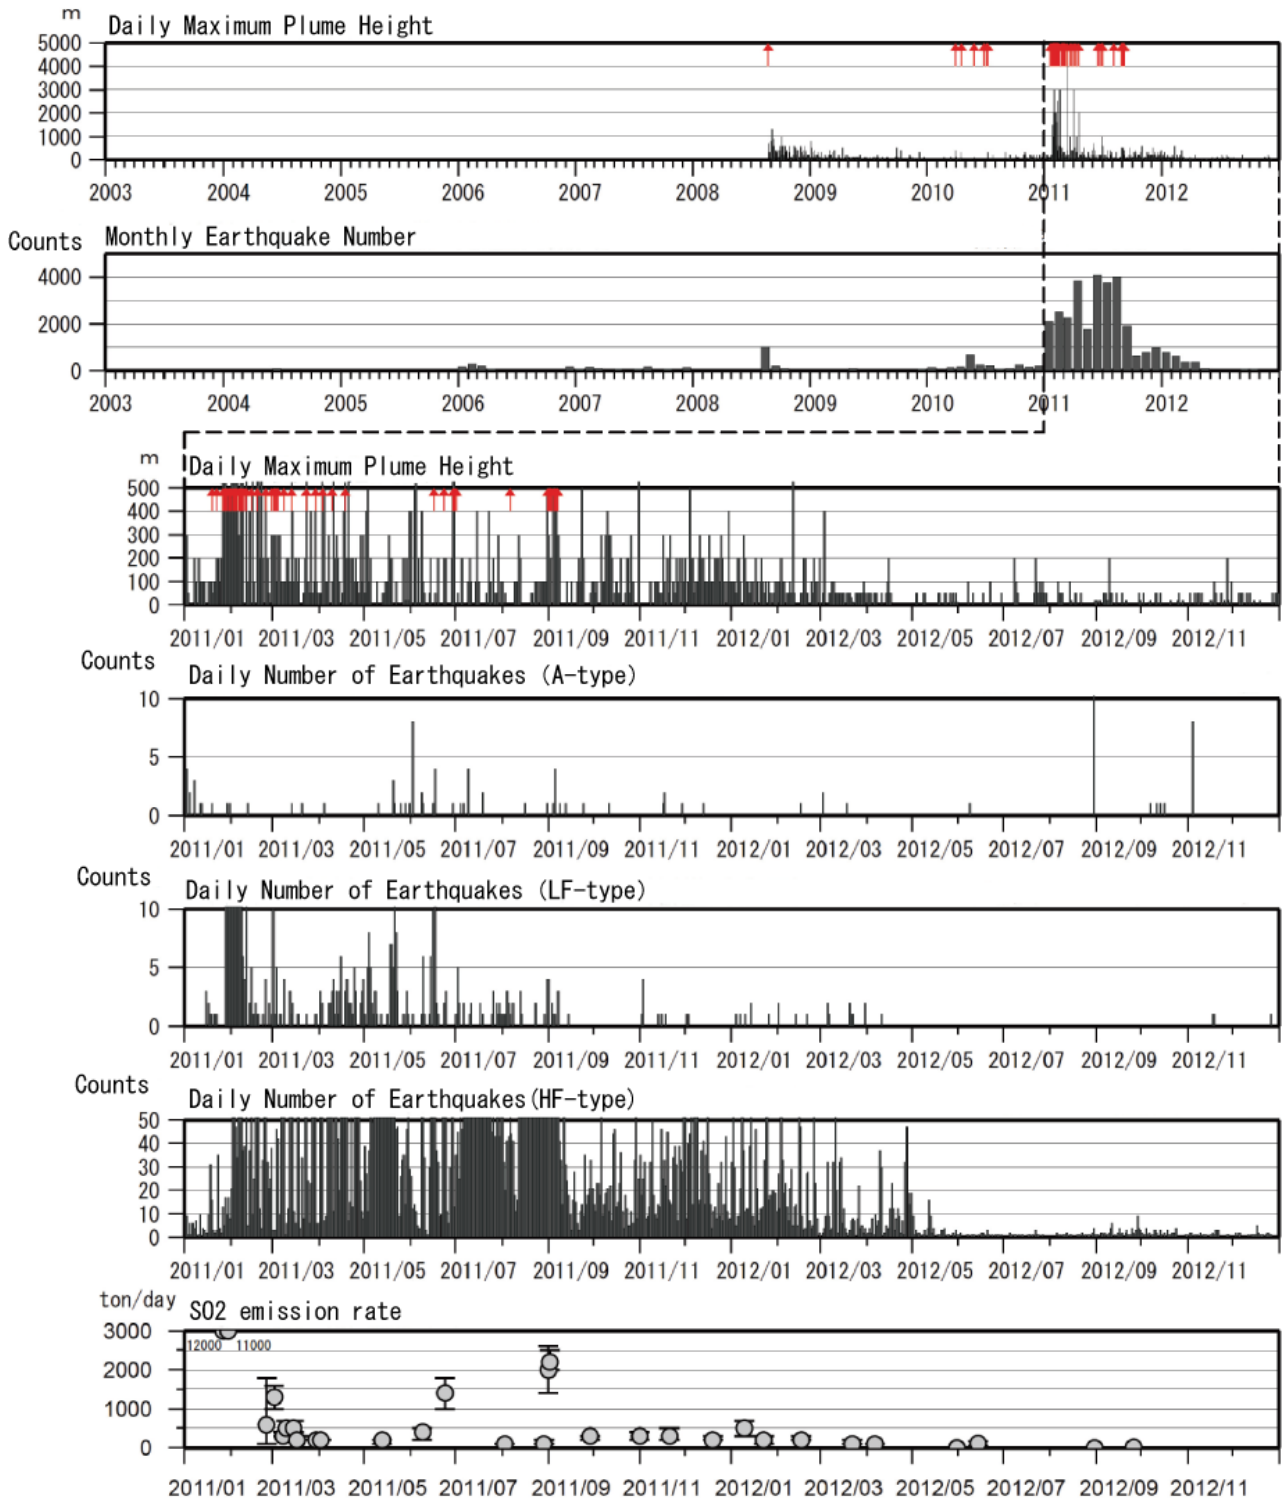 m
Daily Maximum Plume Height
5000
4000
3000
2000
1000
0
2003 2004 2005 2006 2007 2008 2009 2010 2011 2012
Counts Monthly Earthquake Number
4000
2000
0
2003 2004 2005 2006 2007 2008 2009 2010 2011 2012
m
Daily Maximum Plume Height
500
400
300
200
100
0
2011/01 2011/03 2011/05 2011/07 2011/09 2011/11 2012/01 2012/03 2012/05 2012/07 2012/09 2012/11
Counts
Daily Number of Earthquakes (A-type)
10
5
0
2011/01 2011/03 2011/05 2011/07 2011/09 2011/11 2012/01 2012/03 2012/05 2012/07 2012/09 2012/11
Counts
Daily Number of Earthquakes (LF-type)
10
5
0
2011/01 2011/03 2011/05 2011/07 2011/09 2011/11 2012/01 2012/03 2012/05 2012/07 2012/09 2012/11
Counts
Daily Number of Earthquakes(HF-type)
50
40
30
20
10
0
2011/01 2011/03 2011/05 2011/07 2011/09 2011/11 2012/01 2012/03 2012/05 2012/07 2012/09 2012/11
ton/day SO2 emission rate
3000
12000 11000
2000
1000
0
2011/01 2011/03 2011/05 2011/07 2011/09 2011/11 2012/01 2012/03 2012/05 2012/07 2012/09 2012/11